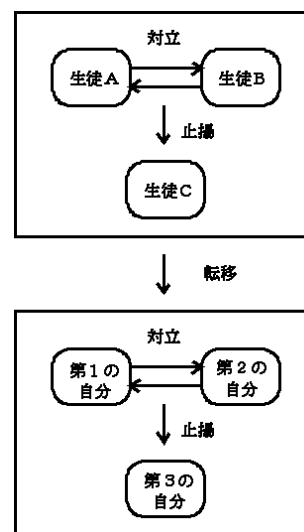 対立
生徒A
生徒B
止揚
生徒C
転移
対立
第1の
自分
第2の
自分
止揚
第3の
自分